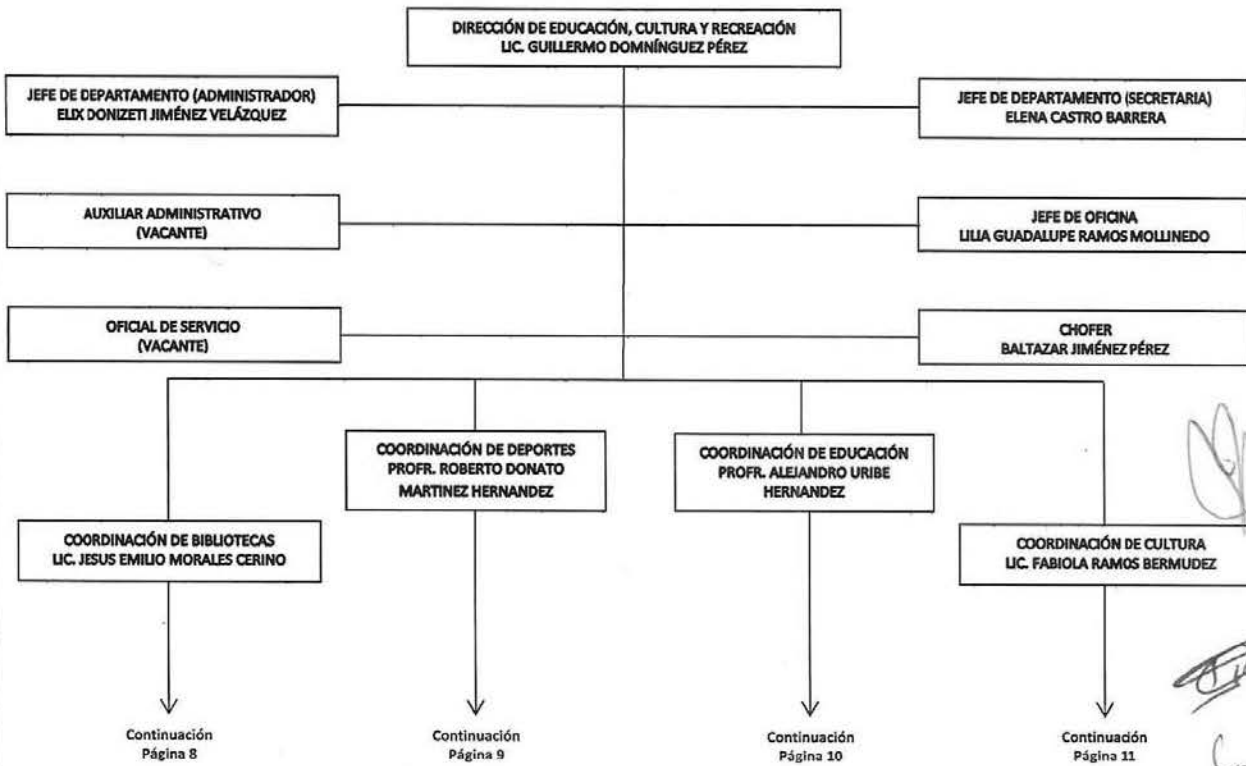 DIRECCIÓN DE EDUCACIÓN, CULTURA Y RECREACIÓN
LIC. GUILLERMO DOMNÍNGUEZ PÉREZ
JEFE DE DEPARTAMENTO (ADMINISTRADOR)
ELIX DONIZETI JIMÉNEZ VELÁZQUEZ
JEFE DE DEPARTAMENTO (SECRETARIA)
ELENA CASTRO BARRERA
AUXILIAR ADMINISTRATIVO
(VACANTE)
JEFE DE OFICINA
LILIA GUADALUPE RAMOS MOLLINEDO
OFICIAL DE SERVICIO
(VACANTE)
CHOFER
BALTAZAR JIMÉNEZ PÉREZ
COORDINACIÓN DE BIBLIOTECAS
LIC. JESUS EMILIO MORALES CERINO
COORDINACIÓN DE DEPORTES
PROFR. ROBERTO DONATO
MARTINEZ HERNANDEZ
COORDINACIÓN DE EDUCACIÓN
PROFR. ALEJANDRO URIBE
HERNANDEZ
COORDINACIÓN DE CULTURA
LIC. FABIOLA RAMOS BERMUDEZ
Continuación
Página 8
Continuación
Página 9
Continuación
Página 10
Continuación
Página 11